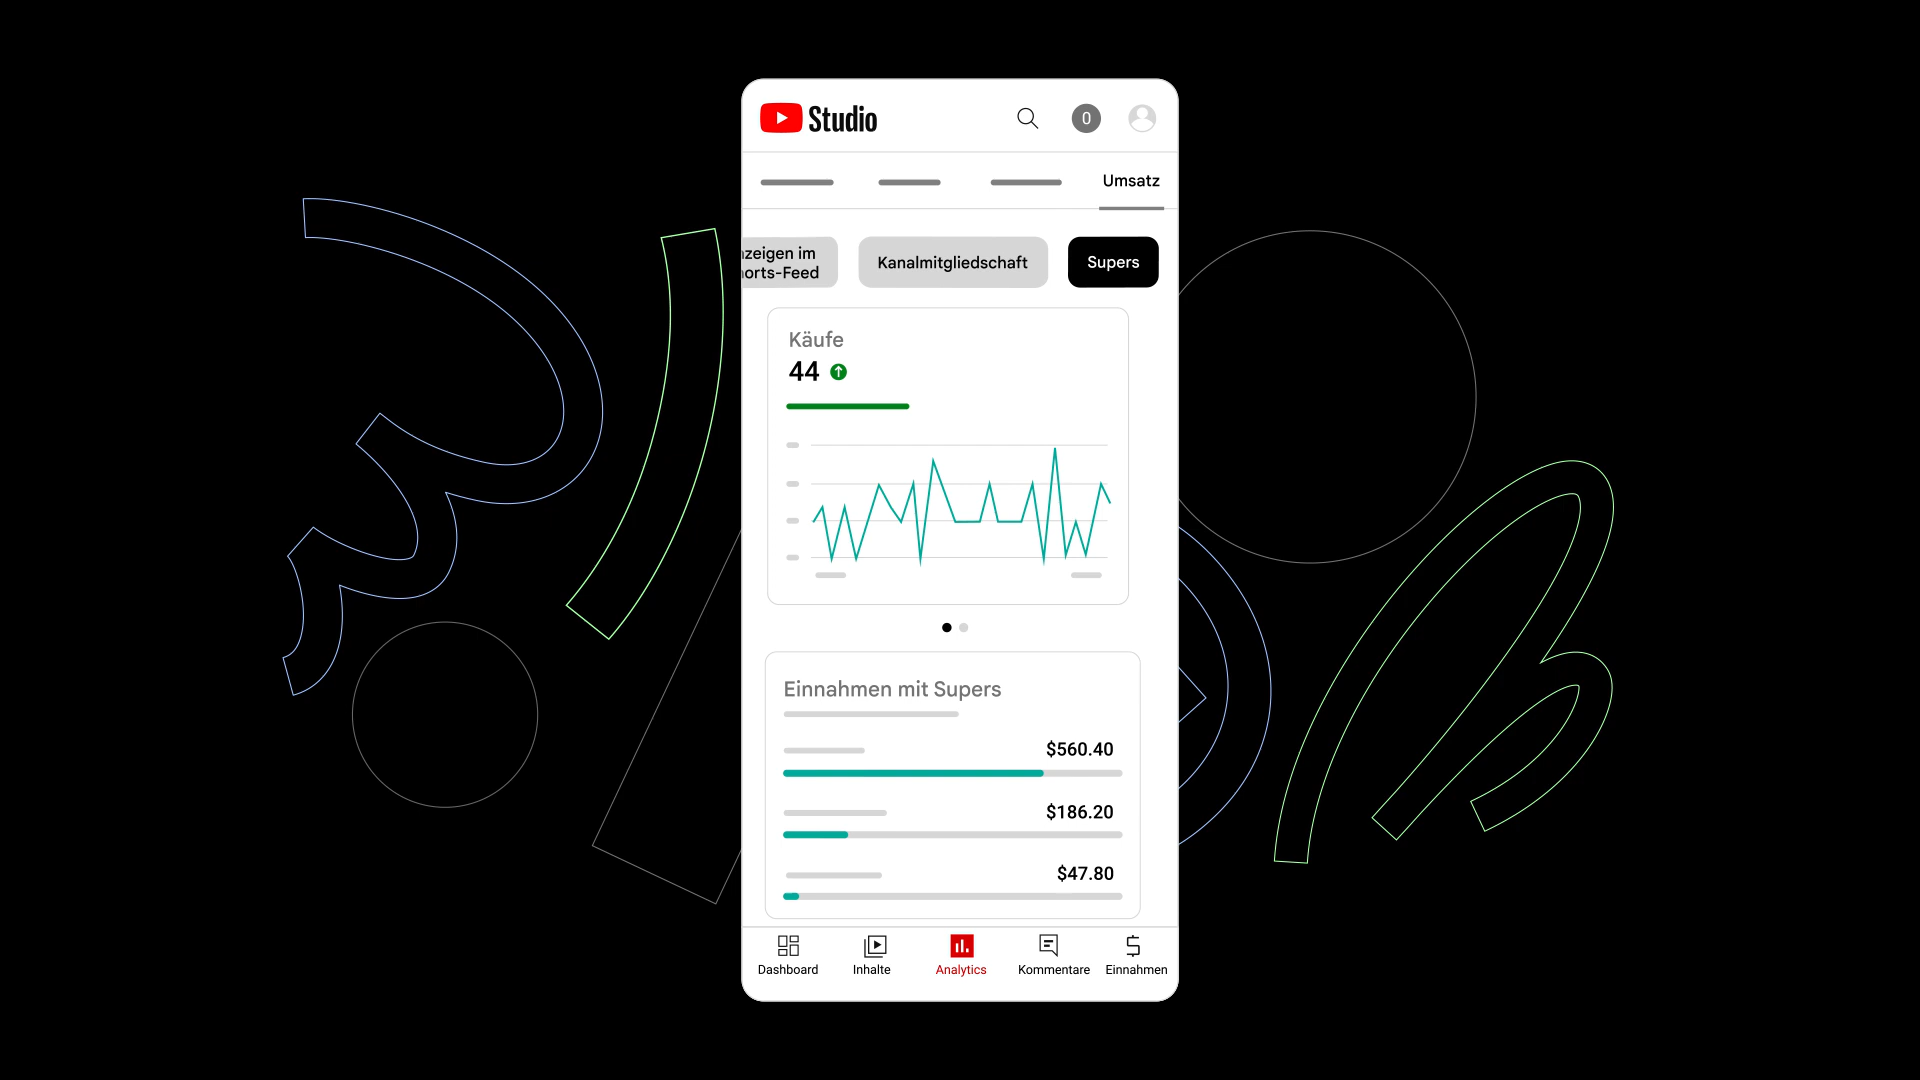 Studio
0
Umsatz
zeigen im
orts-Feed
Kanalmitgliedschaft
Supers
Käufe
44
Einnahmen mit Supers
$560.40
$186.20
$47.80
Dashboard
Inhalte
Analytics
Kommentare
Einnahmen